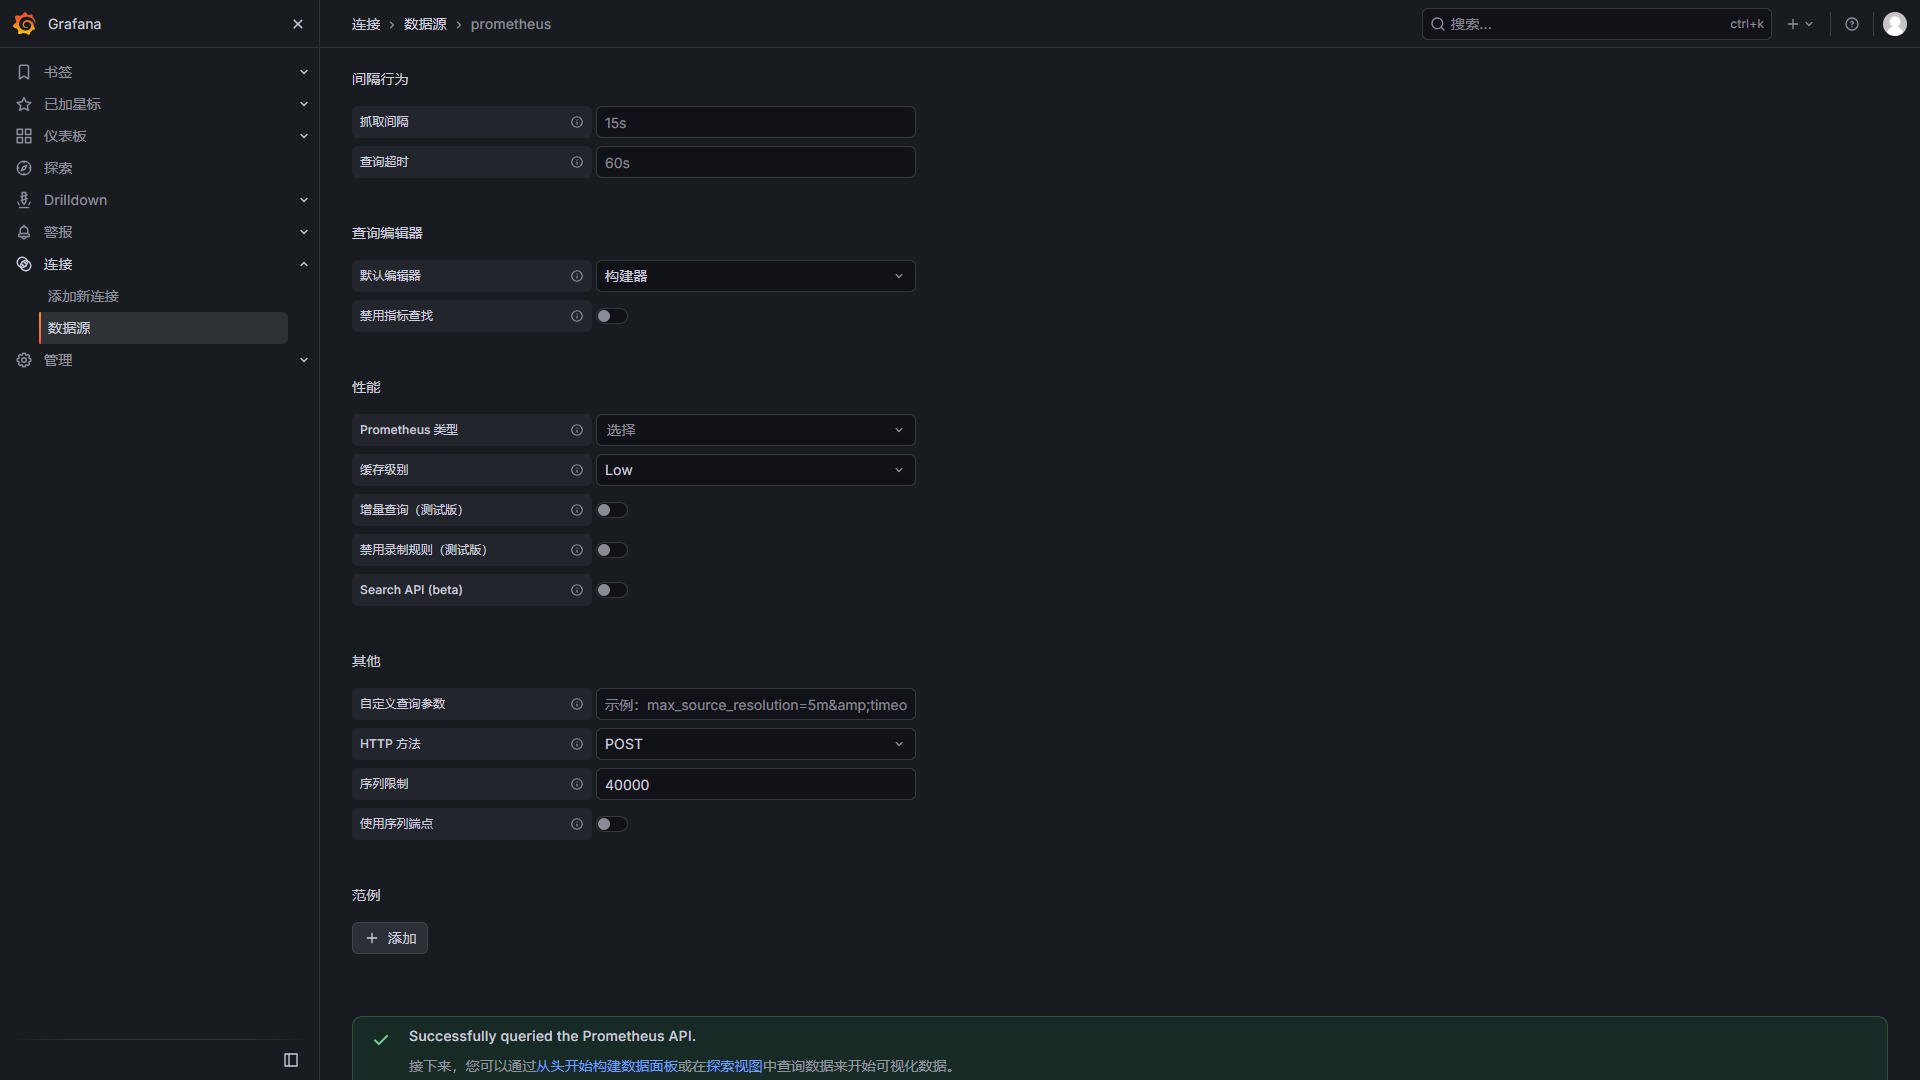 Grafana
连接 › 数据源 › prometheus
搜索...
ctrl+k
书签
已加星标
仪表板
探索
Drilldown
警报
连接
添加新连接
数据源
管理
间隔行为
抓取间隔
15s
查询超时
60s
查询编辑器
默认编辑器
构建器
禁用指标查找
性能
Prometheus 类型
选择
缓存级别
Low
增量查询（测试版）
禁用录制规则（测试版）
Search API (beta)
其他
自定义查询参数
示例：max_source_resolution=5m&amp;timeo
HTTP 方法
POST
序列限制
40000
使用序列端点
范例
添加
Successfully queried the Prometheus API.
接下来，您可以通过从头开始构建数据面板或在探索视图中查询数据来开始可视化数据。